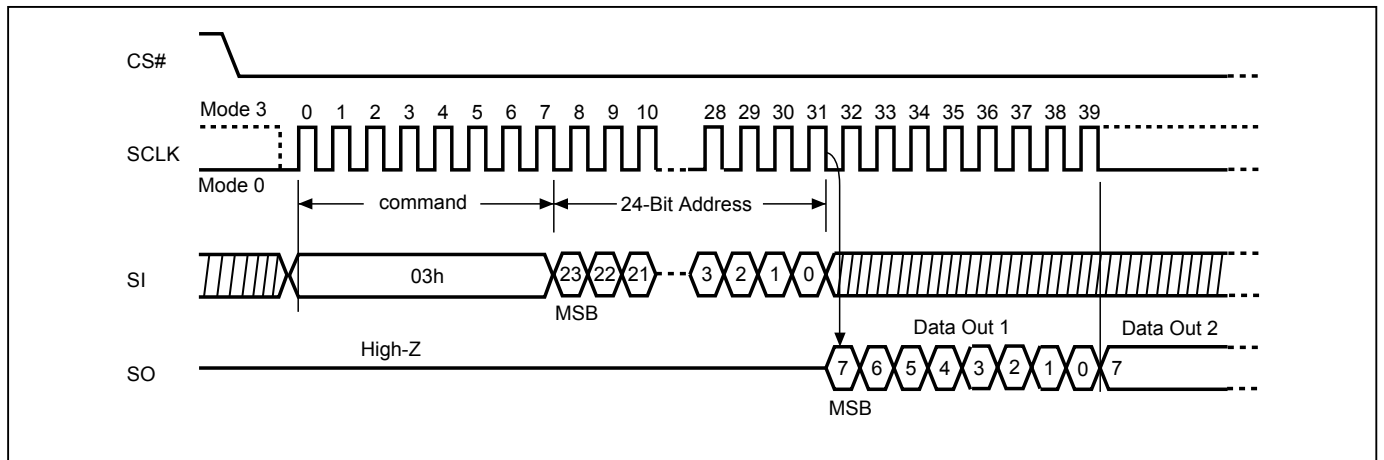 CS#
Mode 3
0 1 2 3 4 5 6 7 8 9 10 28 29 30 31 32 33 34 35 36 37 38 39
SCLK
Mode 0
command
24-Bit Address
SI
03h
23 22 21 3 2 1 0
MSB
Data Out 1
Data Out 2
High-Z
SO
7 6 5 4 3 2 1 0 7
MSB